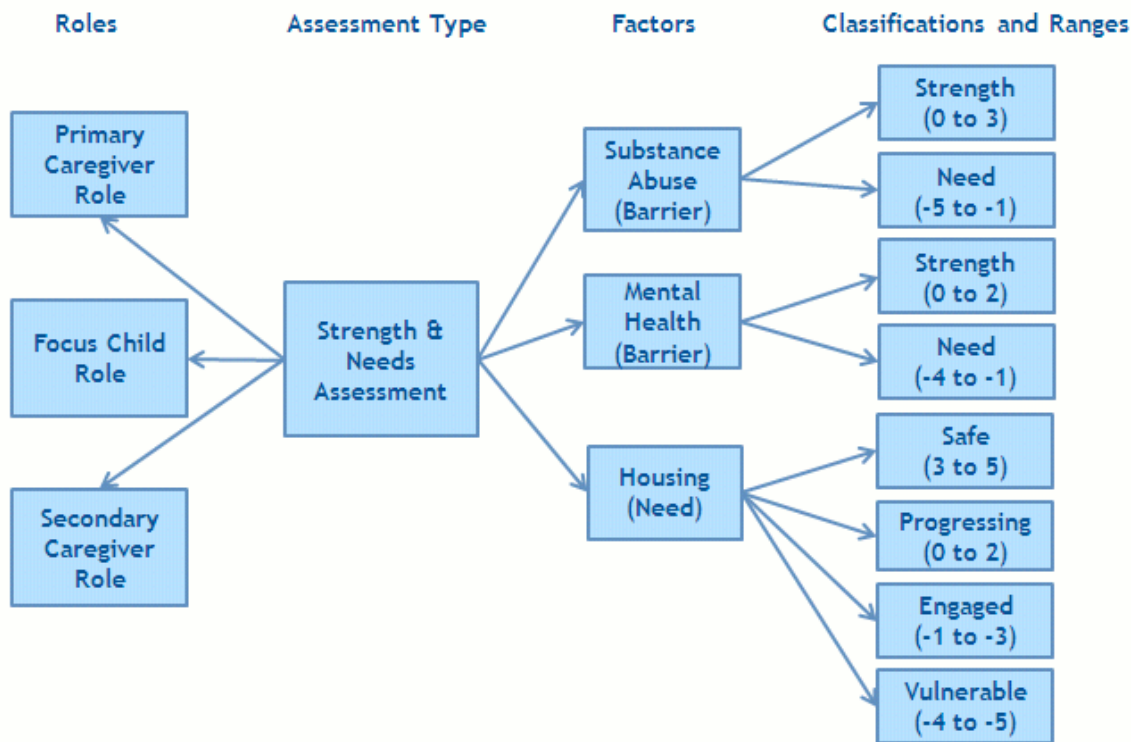 Roles
Assessment Type
Factors
Classifications and Ranges
Primary
Caregiver
Role
Focus Child
Role
Secondary
Caregiver
Role
Strength &
Needs
Assessment
Substance
Abuse
(Barrier)
Mental
Health
(Barrier)
Housing
(Need)
Strength
(0 to 3)
Need
(-5 to -1)
Strength
(0 to 2)
Need
(-4 to -1)
Safe
(3 to 5)
Progressing
(0 to 2)
Engaged
(-1 to -3)
Vulnerable
(-4 to -5)